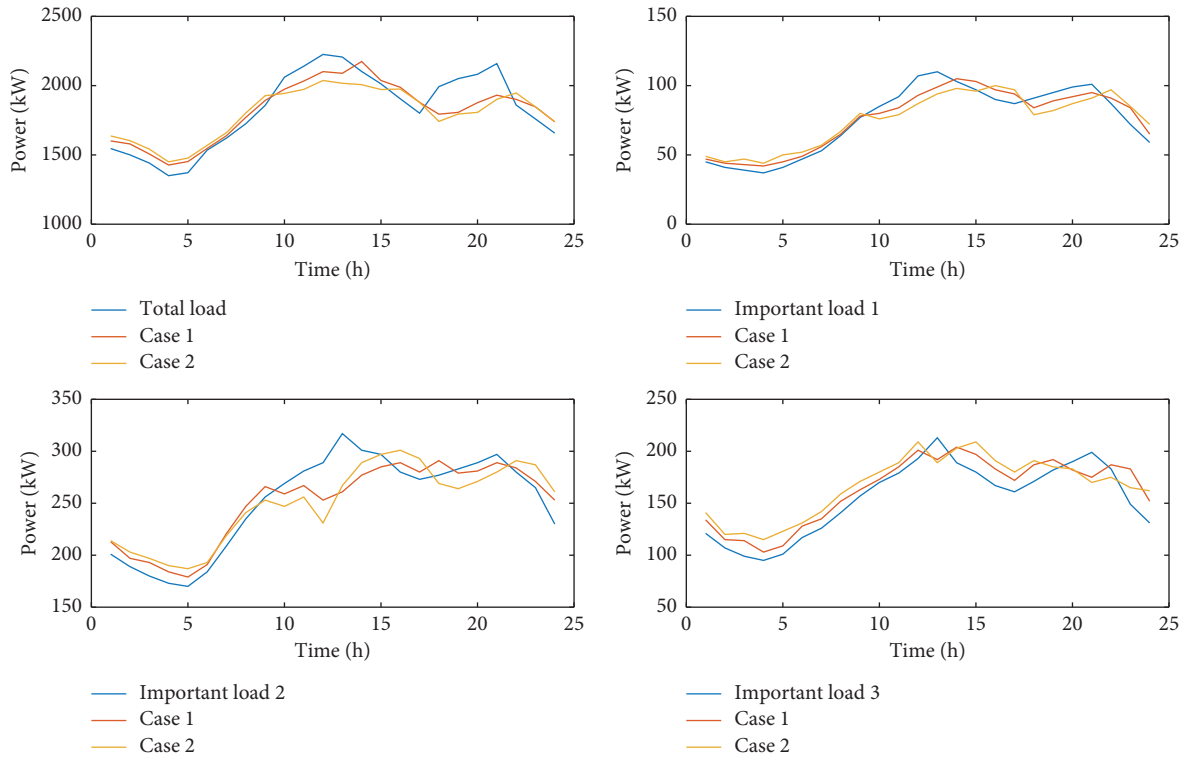 2500
2000
1500
1000
Power (kW)
0 5 10 15 20 25
Time (h)
Total load
Case 1
Case 2
150
100
50
0
Power (kW)
0 5 10 15 20 25
Time (h)
Important load 1
Case 1
Case 2
350
300
250
200
150
Power (kW)
0 5 10 15 20 25
Time (h)
Important load 2
Case 1
Case 2
250
200
150
100
50
Power (kW)
0 5 10 15 20 25
Time (h)
Important load 3
Case 1
Case 2